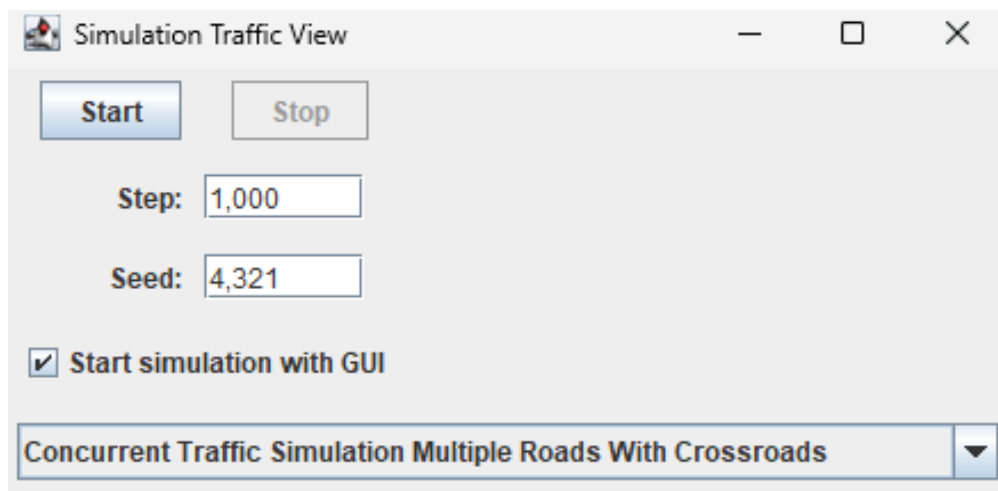 Simulation Traffic View
Start Stop
Step: 1,000
Seed: 4,321
Start simulation with GUI
Concurrent Traffic Simulation Multiple Roads With Crossroads